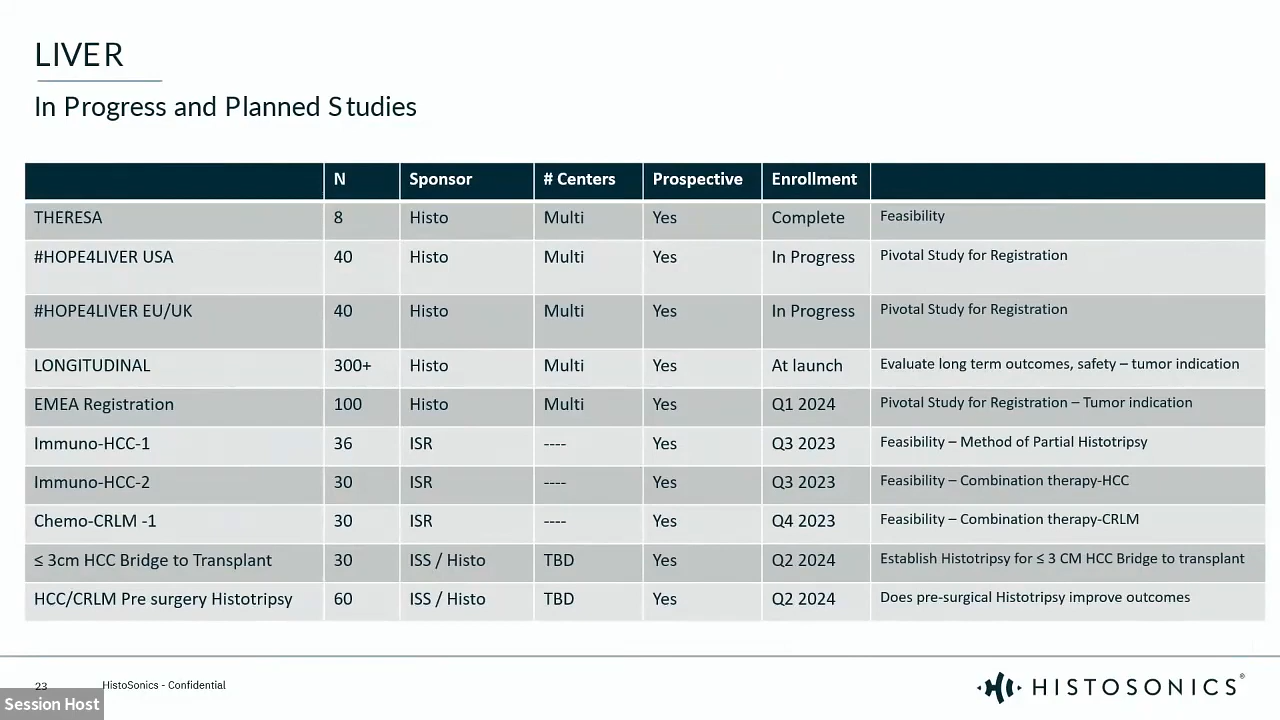 LIVER
In Progress and Planned Studies
N Sponsor # Centers Prospective Enrollment
THERESA 8 Histo Multi Yes Complete Feasibility
#HOPE4LIVER USA 40 Histo Multi Yes In Progress Pivotal Study for Registration
#HOPE4LIVER EU/UK 40 Histo Multi Yes In Progress Pivotal Study for Registration
LONGITUDINAL 300+ Histo Multi Yes At launch Evaluate long term outcomes, safety – tumor indication
EMEA Registration 100 Histo Multi Yes Q1 2024 Pivotal Study for Registration – Tumor indication
Immuno-HCC-1 36 ISR ---- Yes Q3 2023 Feasibility – Method of Partial Histotripsy
Immuno-HCC-2 30 ISR ---- Yes Q3 2023 Feasibility – Combination therapy-HCC
Chemo-CRLM -1 30 ISR ---- Yes Q4 2023 Feasibility – Combination therapy-CRLM
≤ 3cm HCC Bridge to Transplant 30 ISS / Histo TBD Yes Q2 2024 Establish Histotripsy for ≤ 3 CM HCC Bridge to transplant
HCC/CRLM Pre surgery Histotripsy 60 ISS / Histo TBD Yes Q2 2024 Does pre-surgical Histotripsy improve outcomes
23 HistoSonics - Confidential
HISTOSONICS®
Session Host